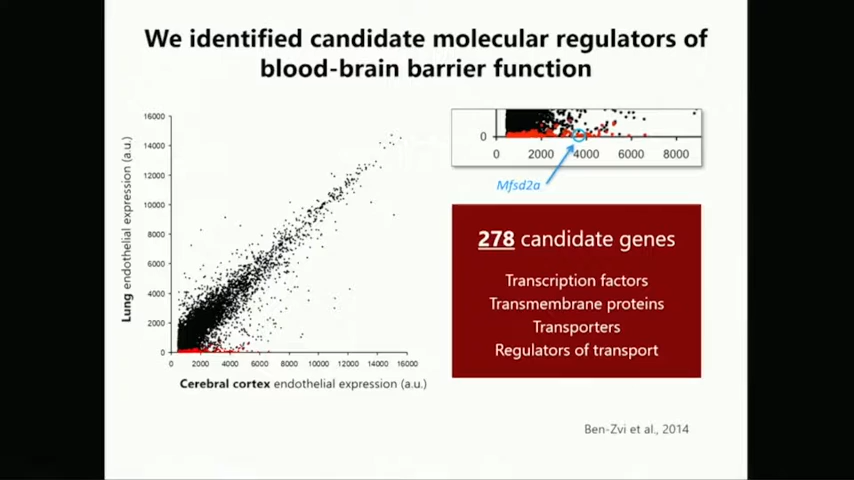 We identified candidate molecular regulators of
blood-brain barrier function
16000
14000
12000
10000
8000
6000
4000
2000
0
0 2000 4000 6000 8000 10000 12000 14000 16000
Lung endothelial expression (a.u.)
Cerebral cortex endothelial expression (a.u.)
0
0 2000 4000 6000 8000
Mfsd2a
278 candidate genes
Transcription factors
Transmembrane proteins
Transporters
Regulators of transport
Ben-Zvi et al., 2014